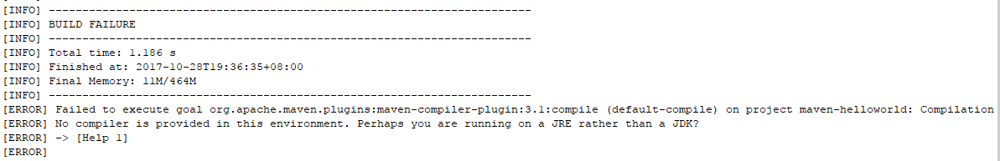 [INFO] ------------------------------------------------------------------------
[INFO] BUILD FAILURE
[INFO] ------------------------------------------------------------------------
[INFO] Total time: 1.186 s
[INFO] Finished at: 2017-10-28T19:36:35+08:00
[INFO] Final Memory: 11M/464M
[INFO] ------------------------------------------------------------------------
[ERROR] Failed to execute goal org.apache.maven.plugins:maven-compiler-plugin:3.1:compile (default-compile) on project maven-helloworld: Compilation
[ERROR] No compiler is provided in this environment. Perhaps you are running on a JRE rather than a JDK?
[ERROR] -> [Help 1]
[ERROR]